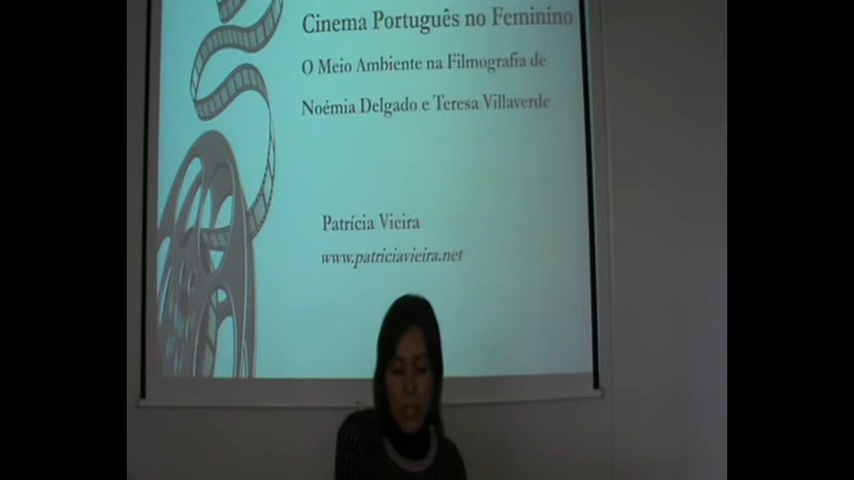 Cinema Português no Feminino
O Meio Ambiente na Filmografia de
Noémia Delgado e Teresa Villaverde
Patrícia Vieira
www.patriciavieira.net